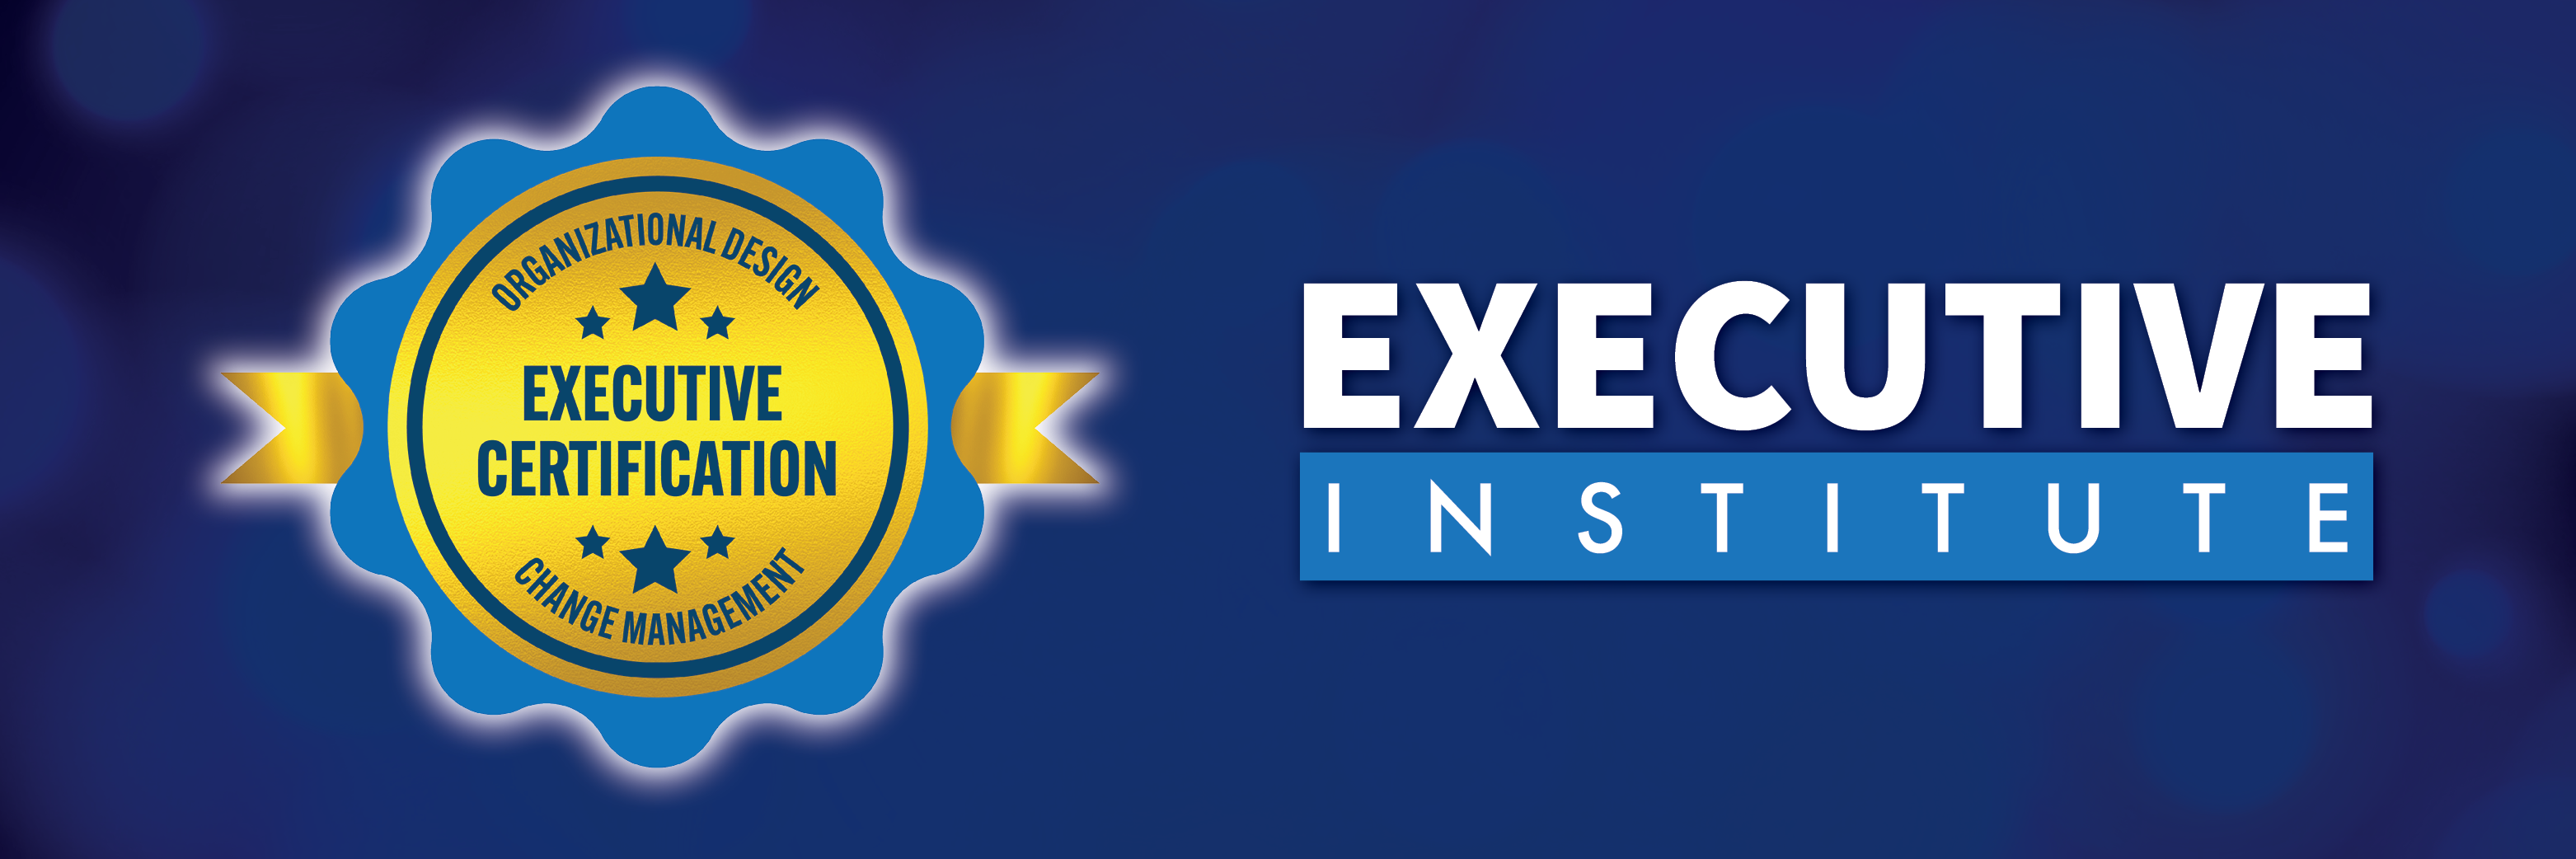 ORGANIZATIONAL DESIGN
EXECUTIVE
CERTIFICATION
CHANGE MANAGEMENT
EXECUTIVE
INSTITUTE